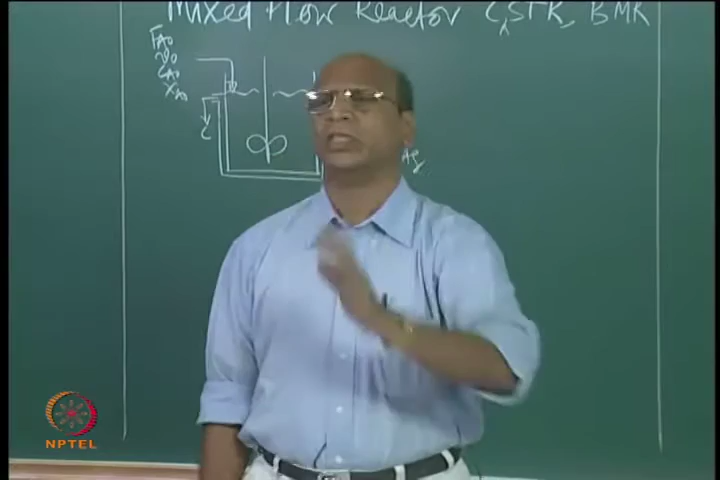 Mixed Flow Reactor CSTR, BMR
FA0
v0
CA0
XA0
NPTEL